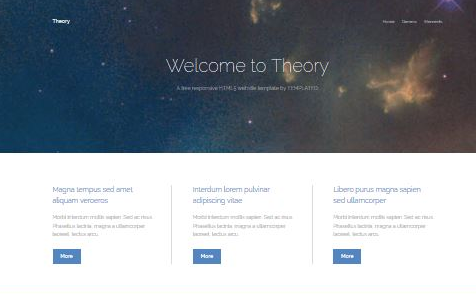 Theory
Home Generic Elements
Welcome to Theory
A free responsive HTML5 website template by TEMPLATED.
Magna tempus sed amet
aliquam veroeros
Morbi interdum mollis sapien. Sed ac risus.
Phasellus lacinia, magna a ullamcorper
laoreet, lectus arcu.
More
Interdum lorem pulvinar
adipiscing vitae
Morbi interdum mollis sapien. Sed ac risus.
Phasellus lacinia, magna a ullamcorper
laoreet, lectus arcu.
More
Libero purus magna sapien
sed ullamcorper
Morbi interdum mollis sapien. Sed ac risus.
Phasellus lacinia, magna a ullamcorper
laoreet, lectus arcu.
More